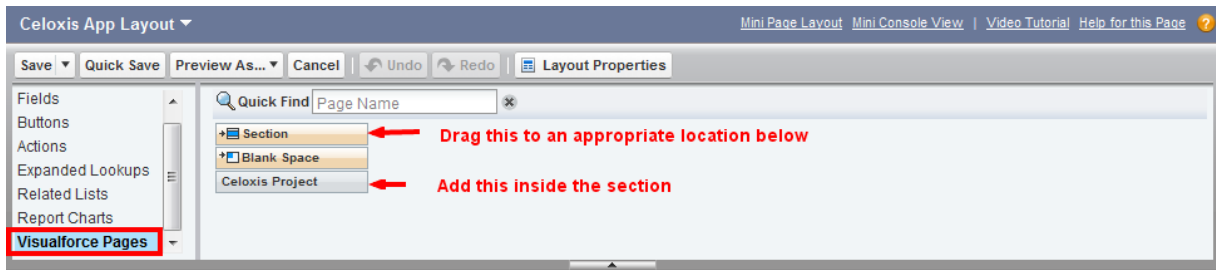 Celoxis App Layout
Mini Page Layout Mini Console View | Video Tutorial Help for this Page ?
Save Quick Save Preview As... Cancel Undo Redo Layout Properties
Fields
Buttons
Actions
Expanded Lookups
Related Lists
Report Charts
Visualforce Pages
Quick Find Page Name
Section
Drag this to an appropriate location below
Blank Space
Celoxis Project
Add this inside the section